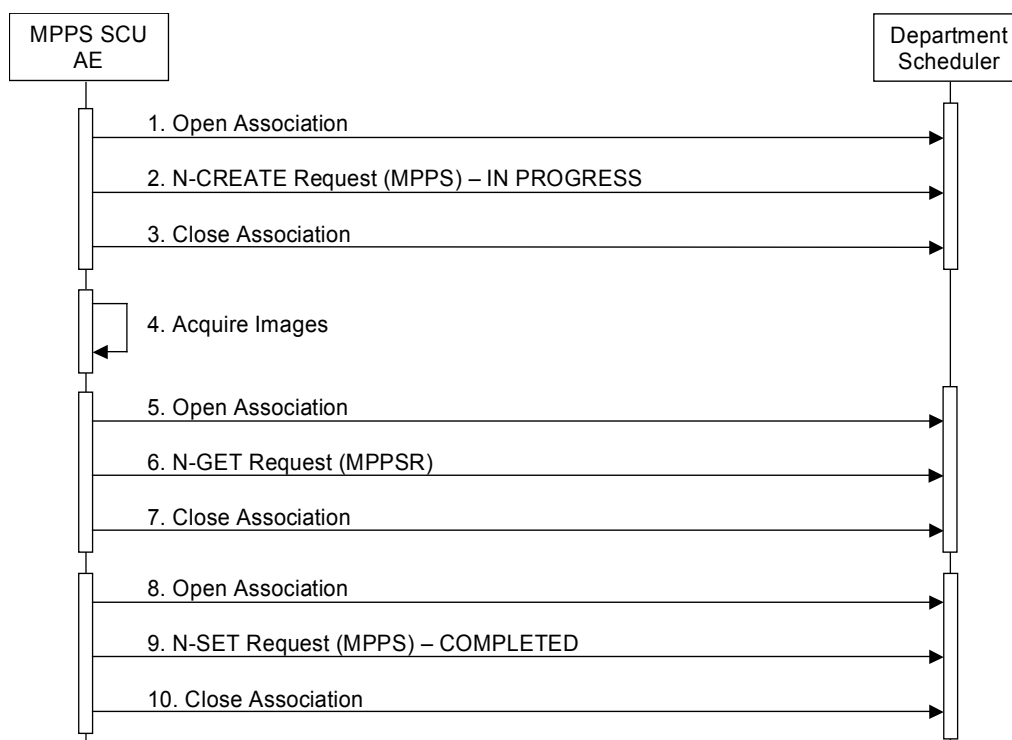 MPPS SCU
AE
Department
Scheduler
1. Open Association
2. N-CREATE Request (MPPS) – IN PROGRESS
3. Close Association
4. Acquire Images
5. Open Association
6. N-GET Request (MPPSR)
7. Close Association
8. Open Association
9. N-SET Request (MPPS) – COMPLETED
10. Close Association